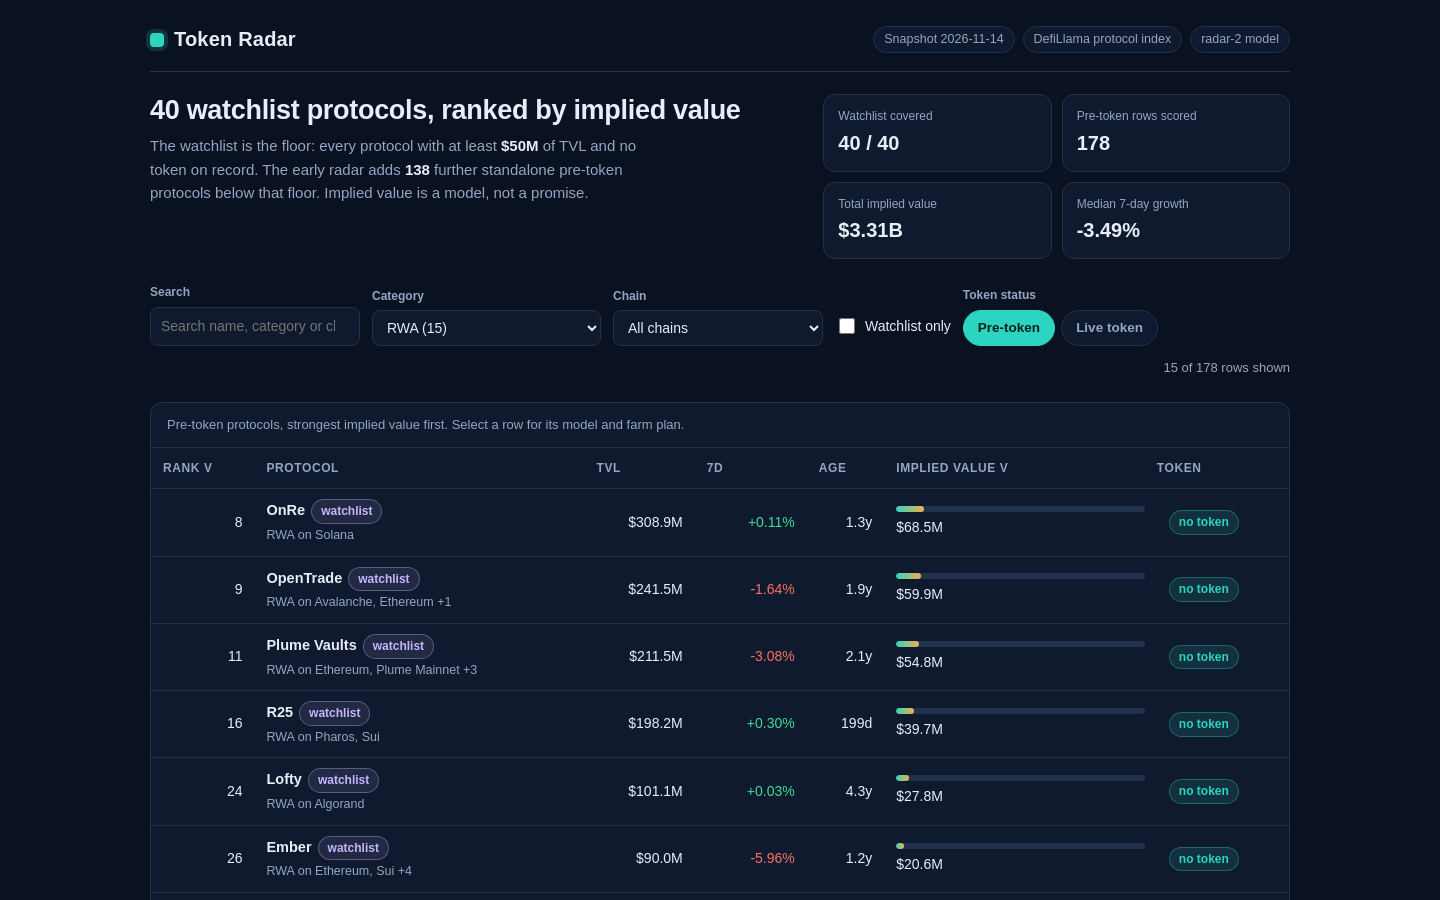 Token Radar
Snapshot 2026-11-14
DefiLlama protocol index
radar-2 model
40 watchlist protocols, ranked by implied value
The watchlist is the floor: every protocol with at least $50M of TVL and no
token on record. The early radar adds 138 further standalone pre-token
protocols below that floor. Implied value is a model, not a promise.
Watchlist covered
40 / 40
Pre-token rows scored
178
Total implied value
$3.31B
Median 7-day growth
-3.49%
Search
Search name, category or cl
Category
RWA (15)
Chain
All chains
Watchlist only
Token status
Pre-token
Live token
15 of 178 rows shown
Pre-token protocols, strongest implied value first. Select a row for its model and farm plan.
RANK V PROTOCOL TVL 7D AGE IMPLIED VALUE V TOKEN
8 OnRe watchlist $308.9M +0.11% 1.3y $68.5M no token
RWA on Solana
9 OpenTrade watchlist $241.5M -1.64% 1.9y $59.9M no token
RWA on Avalanche, Ethereum +1
11 Plume Vaults watchlist $211.5M -3.08% 2.1y $54.8M no token
RWA on Ethereum, Plume Mainnet +3
16 R25 watchlist $198.2M +0.30% 199d $39.7M no token
RWA on Pharos, Sui
24 Lofty watchlist $101.1M +0.03% 4.3y $27.8M no token
RWA on Algorand
26 Ember watchlist $90.0M -5.96% 1.2y $20.6M no token
RWA on Ethereum, Sui +4